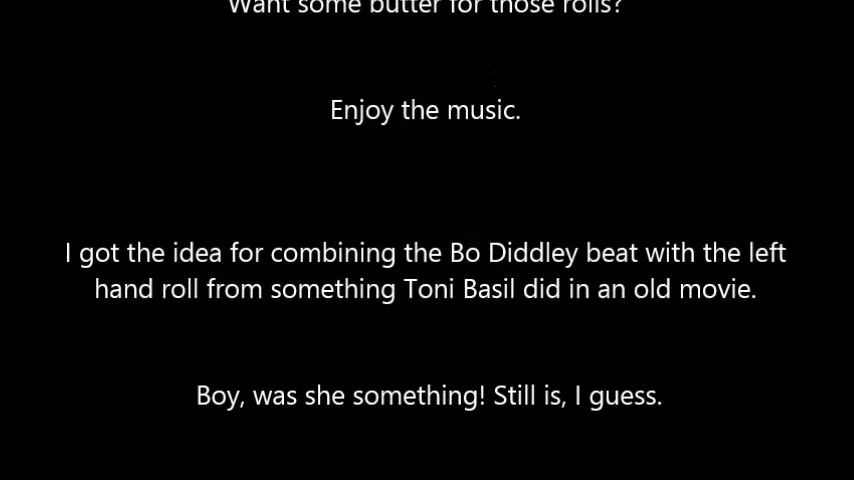 Want some butter for those rolls?
Enjoy the music.
I got the idea for combining the Bo Diddley beat with the left
hand roll from something Toni Basil did in an old movie.
Boy, was she something! Still is, I guess.